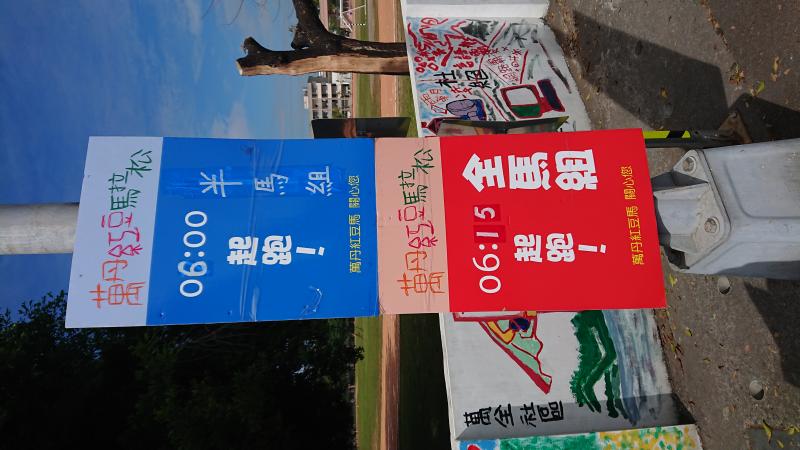 萬丹紅豆馬拉松
半馬組
06:00
起跑!
萬丹紅豆馬 關心您
萬丹紅豆馬拉松
全馬組
06:15
起跑!
萬丹紅豆馬 關心您
萬全社區
杜絕